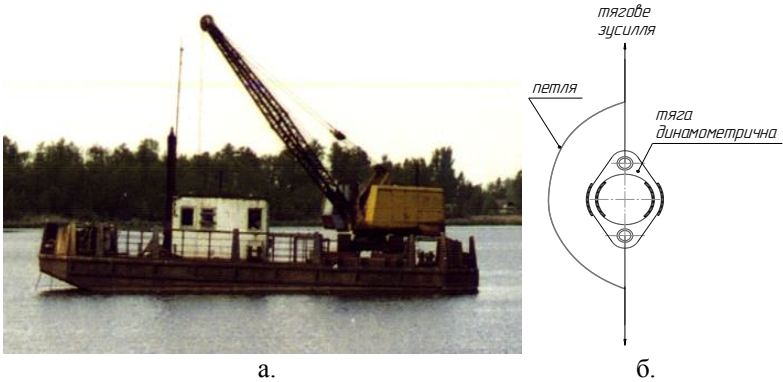 тягове
зусилля
петля
тяга
динамометрична
а.
б.